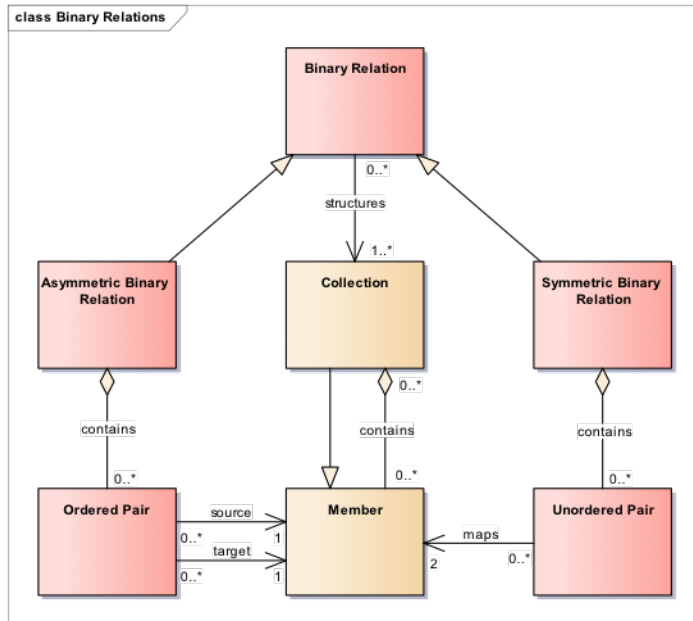 class Binary Relations
Binary Relation
0..*
structures
1..*
Asymmetric Binary
Relation
Collection
Symmetric Binary
Relation
0..*
contains
contains
contains
0..*
0..*
0..*
Ordered Pair
source
Member
Unordered Pair
0..*
1
maps
target
2
0..*
0..*
1